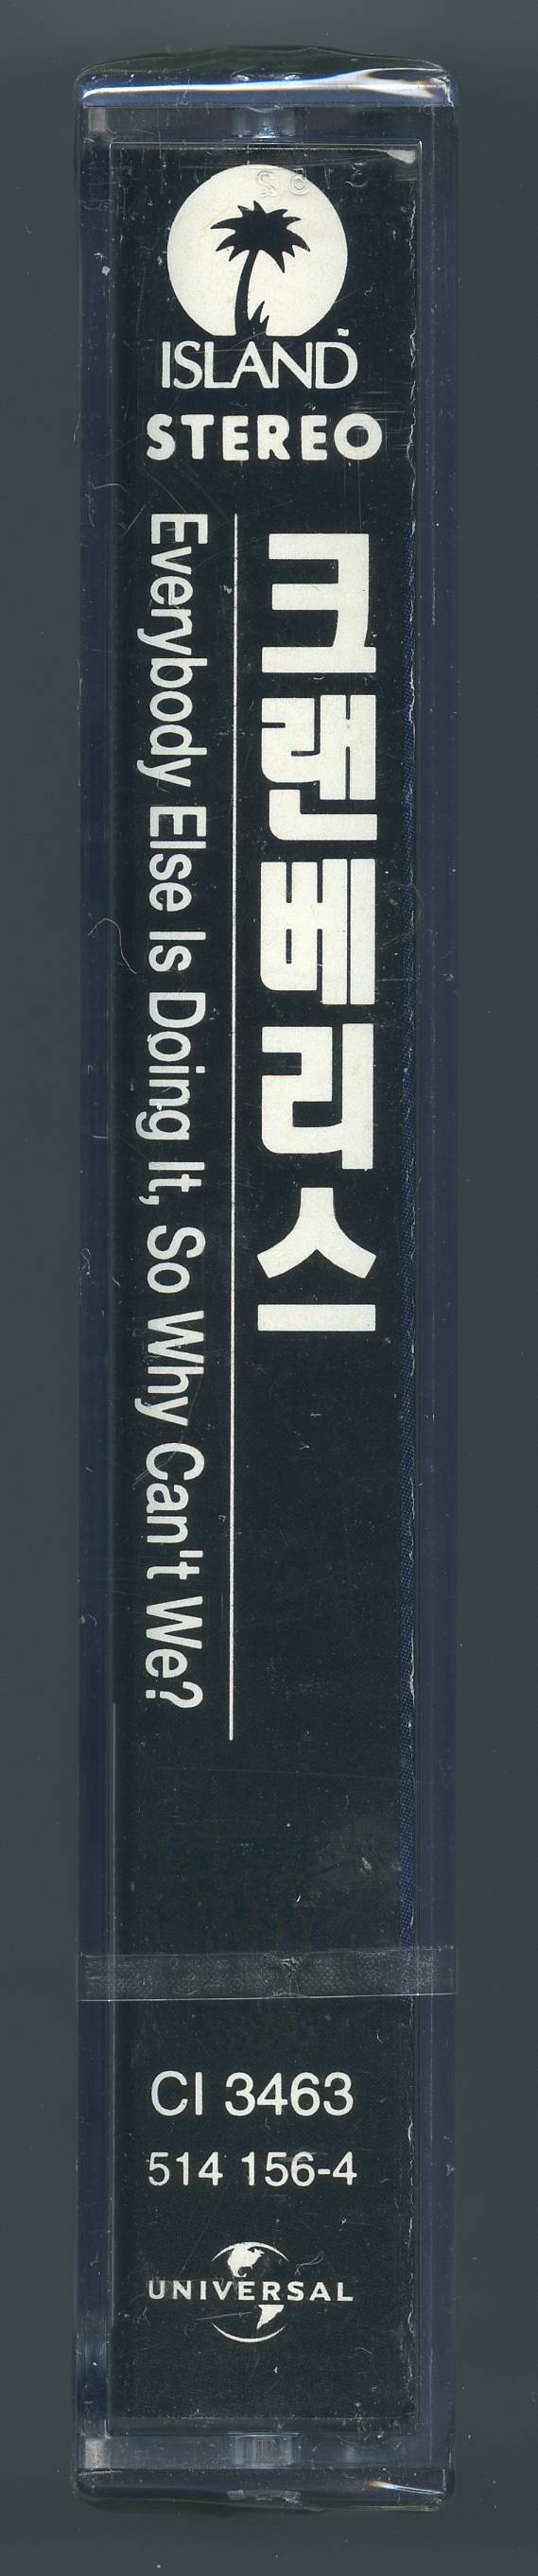 ISLAND
STEREO
크랜베리스
Everybody Else Is Doing It, So Why Can't We?
CI 3463
514 156-4
UNIVERSAL